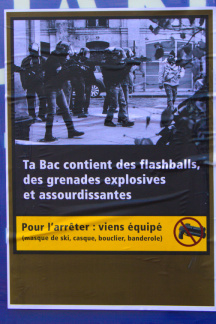 Ta Bac contient des flashballs,
des grenades explosives
et assourdissantes
Pour l'arrêter : viens équipé
(masque de ski, casque, bouclier, banderole)